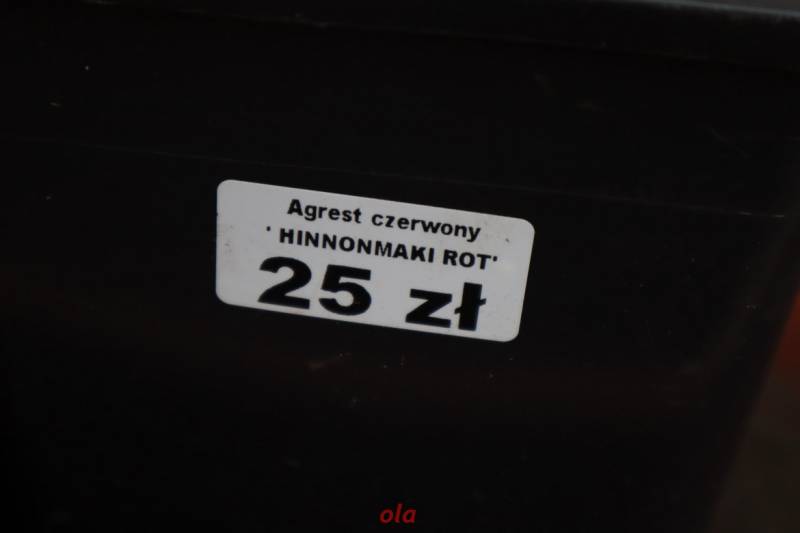 Agrest czerwony
' HINNONMAKI ROT'
25 zł
ola